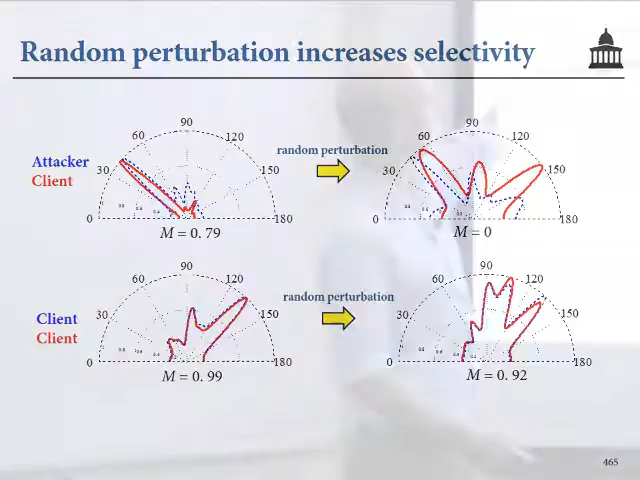 Random perturbation increases selectivity
90
60
120
30
150
0
180
M = 0. 79
Attacker
Client
random perturbation
90
60
120
30
150
0
180
M = 0
90
60
120
30
150
0
180
M = 0. 99
Client
Client
random perturbation
90
60
120
30
150
0
180
M = 0. 92
465